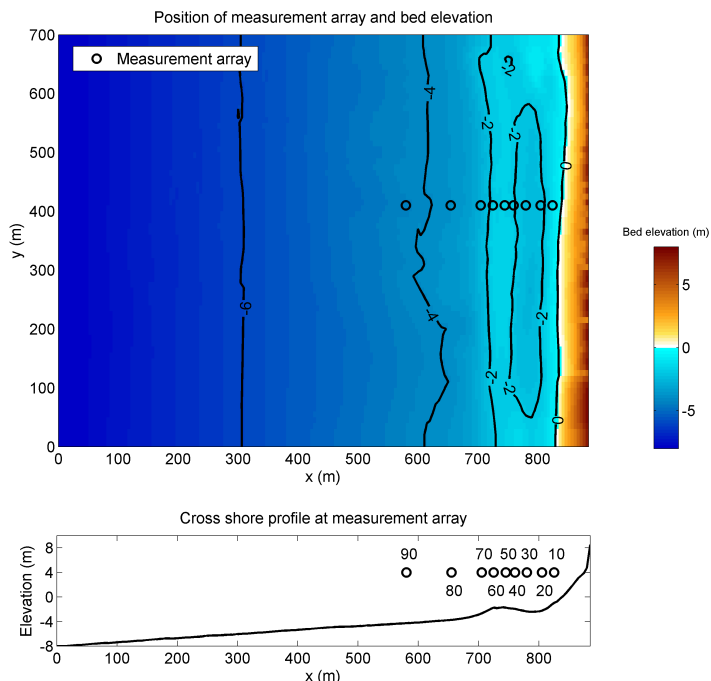 Position of measurement array and bed elevation
700
600
500
400
300
200
100
0
y (m)
Measurement array
-4
-2
-2
-2
0
-6
-4
-2
-2
-2
0
0 100 200 300 400 500 600 700 800
x (m)
Bed elevation (m)
5
0
-5
Cross shore profile at measurement array
8
4
0
-4
-8
Elevation (m)
90 70 50 30 10
80 60 40 20
0 100 200 300 400 500 600 700 800
x (m)